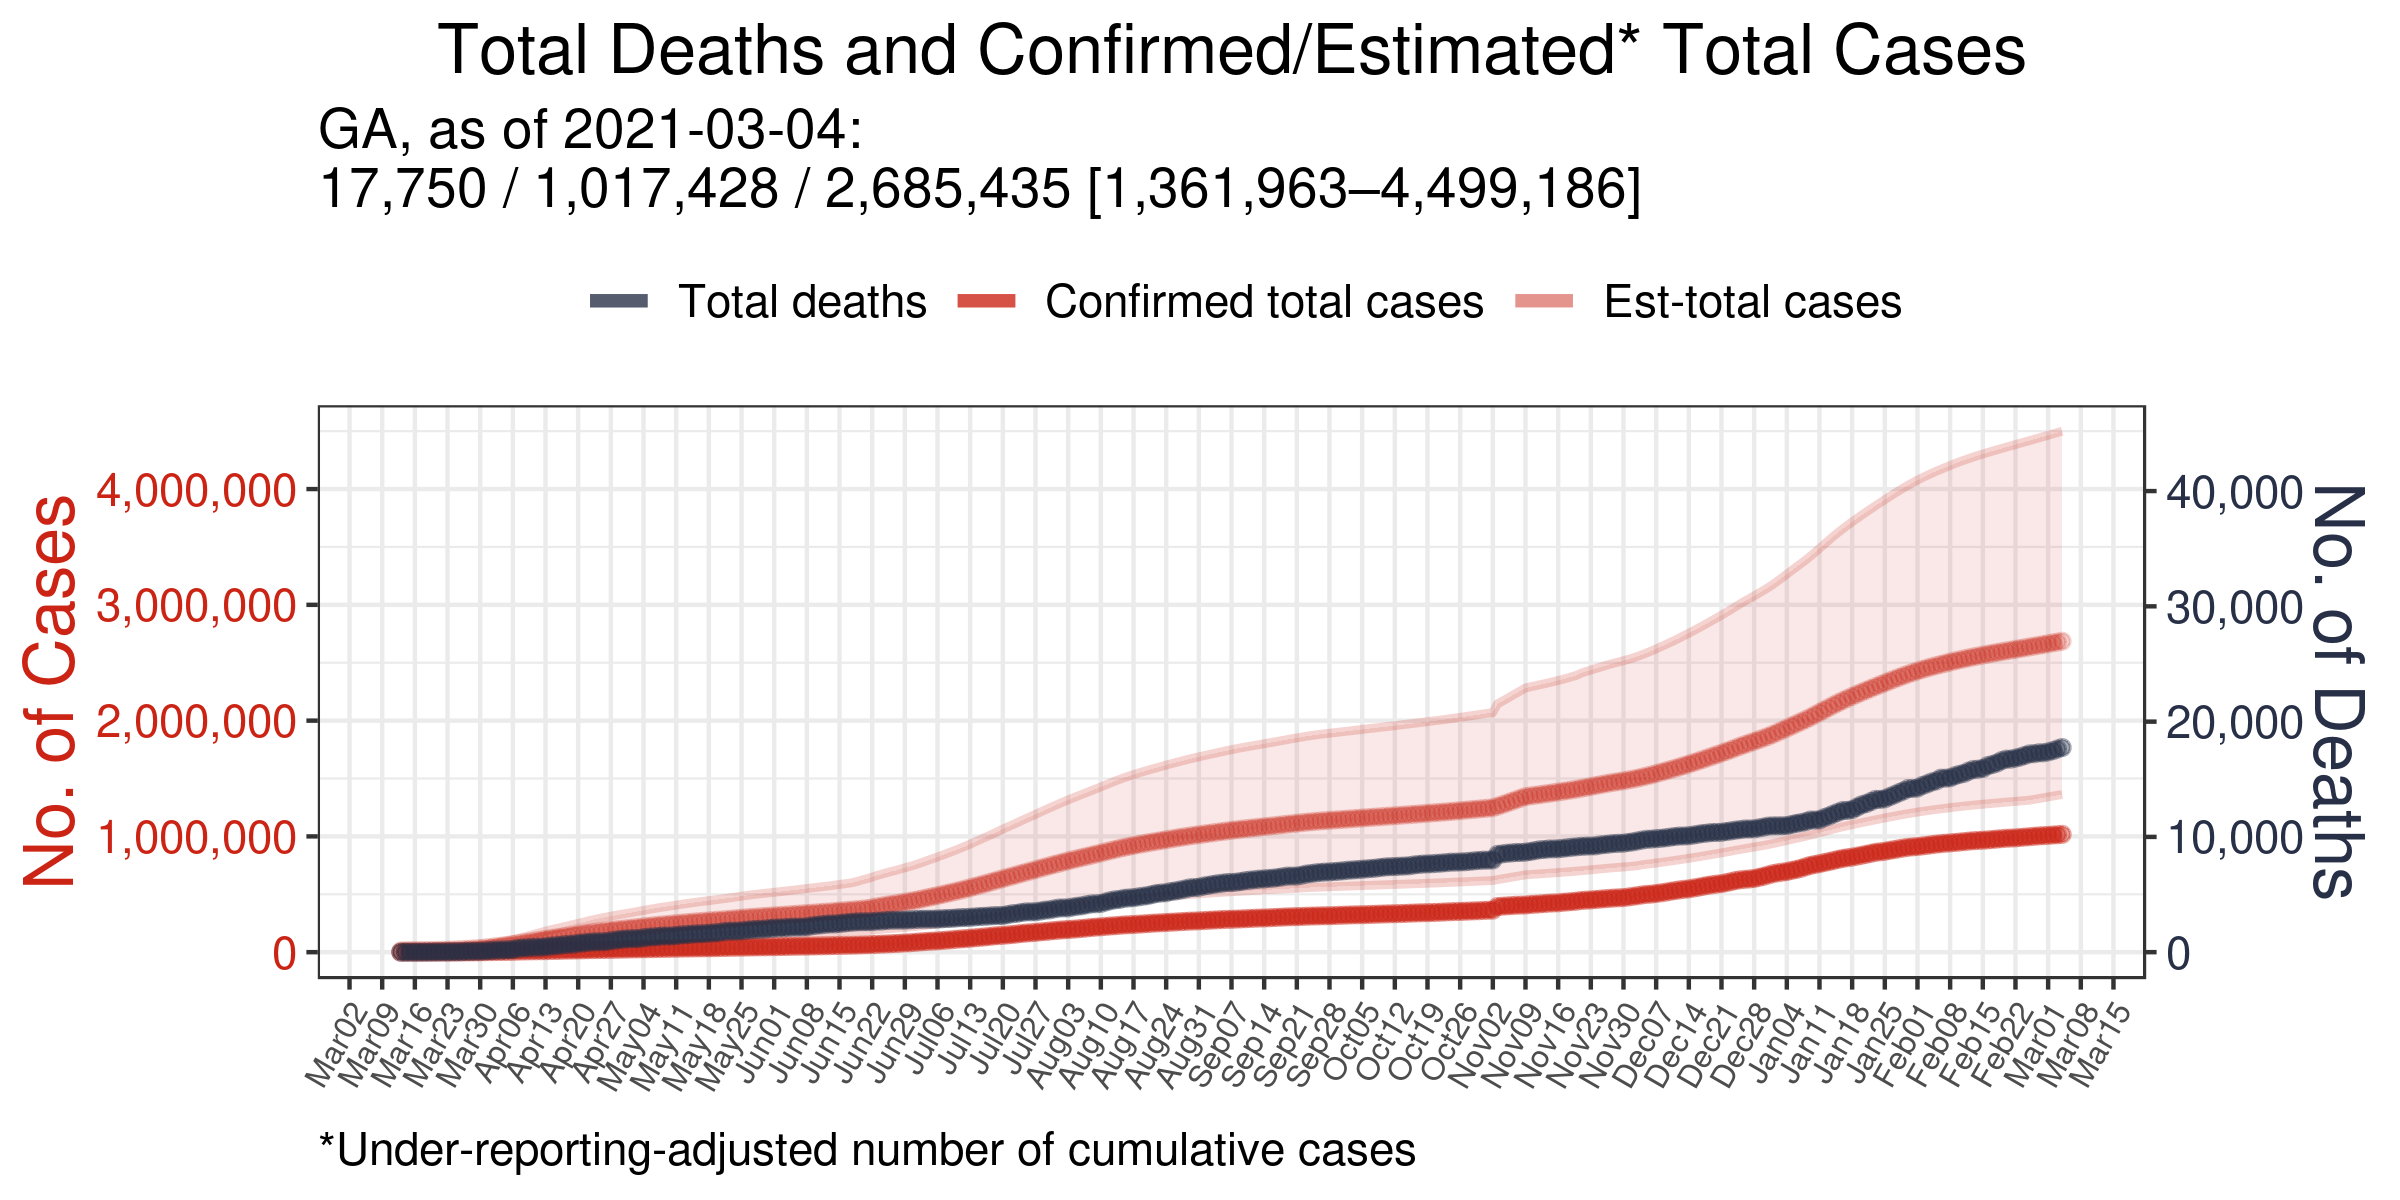 Total Deaths and Confirmed/Estimated* Total Cases
GA, as of 2021-03-04:
17,750 / 1,017,428 / 2,685,435 [1,361,963–4,499,186]
Total deaths
Confirmed total cases
Est-total cases
No. of Cases
4,000,000
3,000,000
2,000,000
1,000,000
0
40,000
30,000
20,000
10,000
0
No. of Deaths
Mar02
Mar09
Mar16
Mar23
Mar30
Apr06
Apr13
Apr20
Apr27
May04
May11
May18
May25
Jun01
Jun08
Jun15
Jun22
Jun29
Jul06
Jul13
Jul20
Jul27
Aug03
Aug10
Aug17
Aug24
Aug31
Sep07
Sep14
Sep21
Sep28
Oct05
Oct12
Oct19
Oct26
Nov02
Nov09
Nov16
Nov23
Nov30
Dec07
Dec14
Dec21
Dec28
Jan04
Jan11
Jan18
Jan25
Feb01
Feb08
Feb15
Feb22
Mar01
Mar08
Mar15
*Under-reporting-adjusted number of cumulative cases